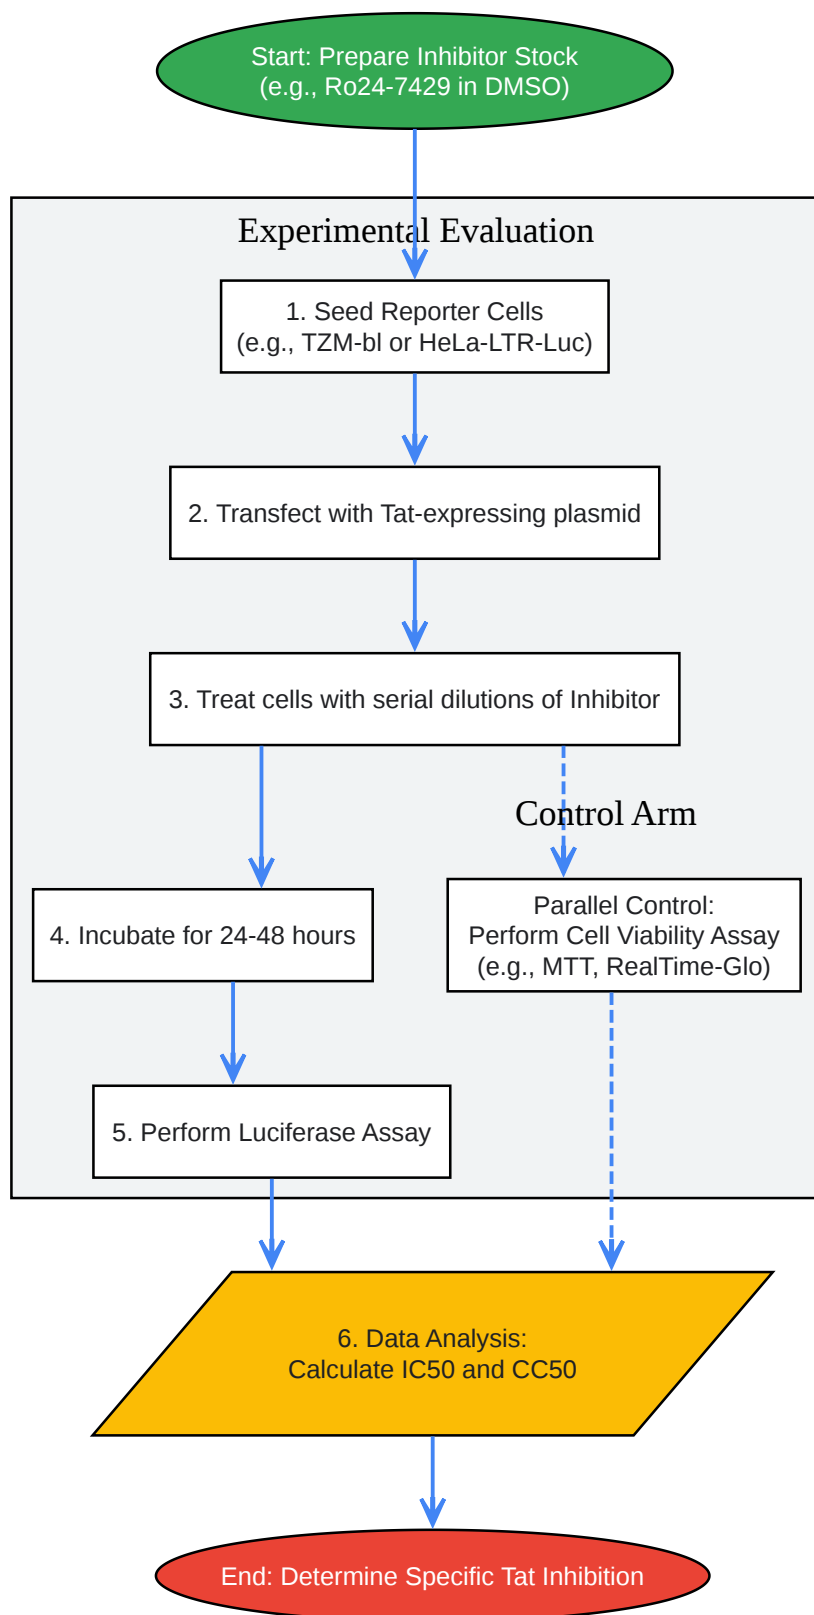 Start: Prepare Inhibitor Stock
(e.g., Ro24-7429 in DMSO)
Experimental Evaluation
1. Seed Reporter Cells
(e.g., TZM-bl or HeLa-LTR-Luc)
2. Transfect with Tat-expressing plasmid
3. Treat cells with serial dilutions of Inhibitor
Control Arm
4. Incubate for 24-48 hours
Parallel Control:
Perform Cell Viability Assay
(e.g., MTT, RealTime-Glo)
5. Perform Luciferase Assay
6. Data Analysis:
Calculate IC50 and CC50
End: Determine Specific Tat Inhibition